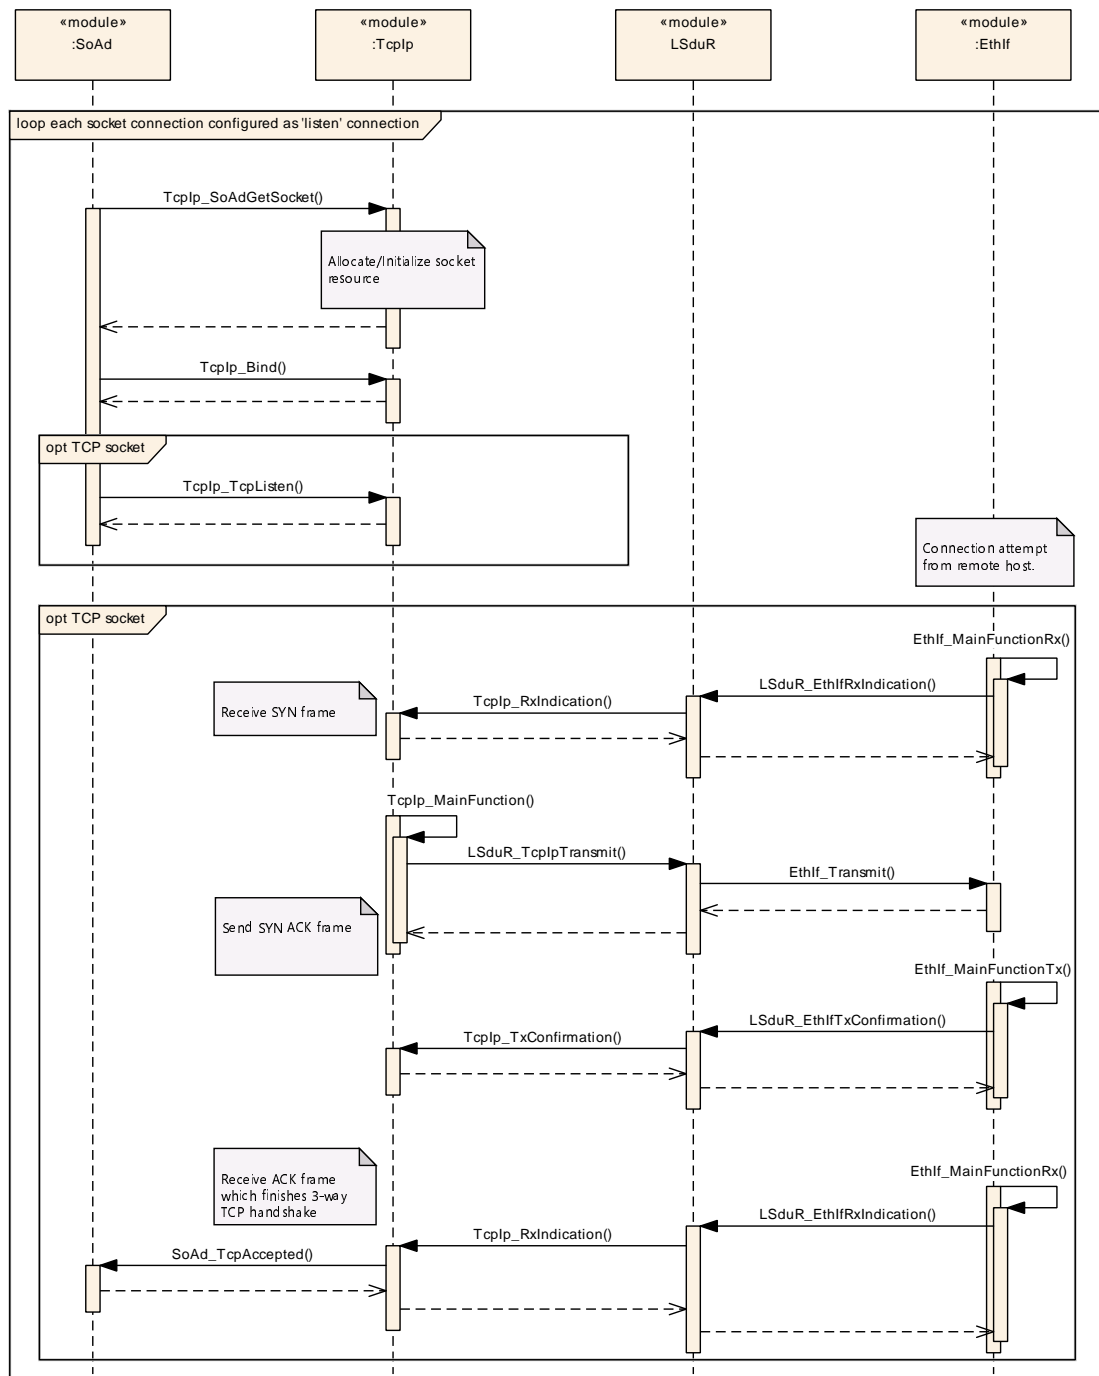 «module»
:SoAd
«module»
:TcpIp
«module»
LSduR
«module»
:EthIf
loop each socket connection configured as 'listen' connection
TcpIp_SoAdGetSocket()
Allocate/Initialize socket
resource
TcpIp_Bind()
opt TCP socket
TcpIp_TcpListen()
Connection attempt
from remote host.
opt TCP socket
EthIf_MainFunctionRx()
LSduR_EthIfRxIndication()
TcpIp_RxIndication()
Receive SYN frame
TcpIp_MainFunction()
LSduR_TcpIpTransmit()
EthIf_Transmit()
Send SYN ACK frame
EthIf_MainFunctionTx()
LSduR_EthIfTxConfirmation()
TcpIp_TxConfirmation()
Receive ACK frame
which finishes 3-way
TCP handshake
EthIf_MainFunctionRx()
LSduR_EthIfRxIndication()
TcpIp_RxIndication()
SoAd_TcpAccepted()